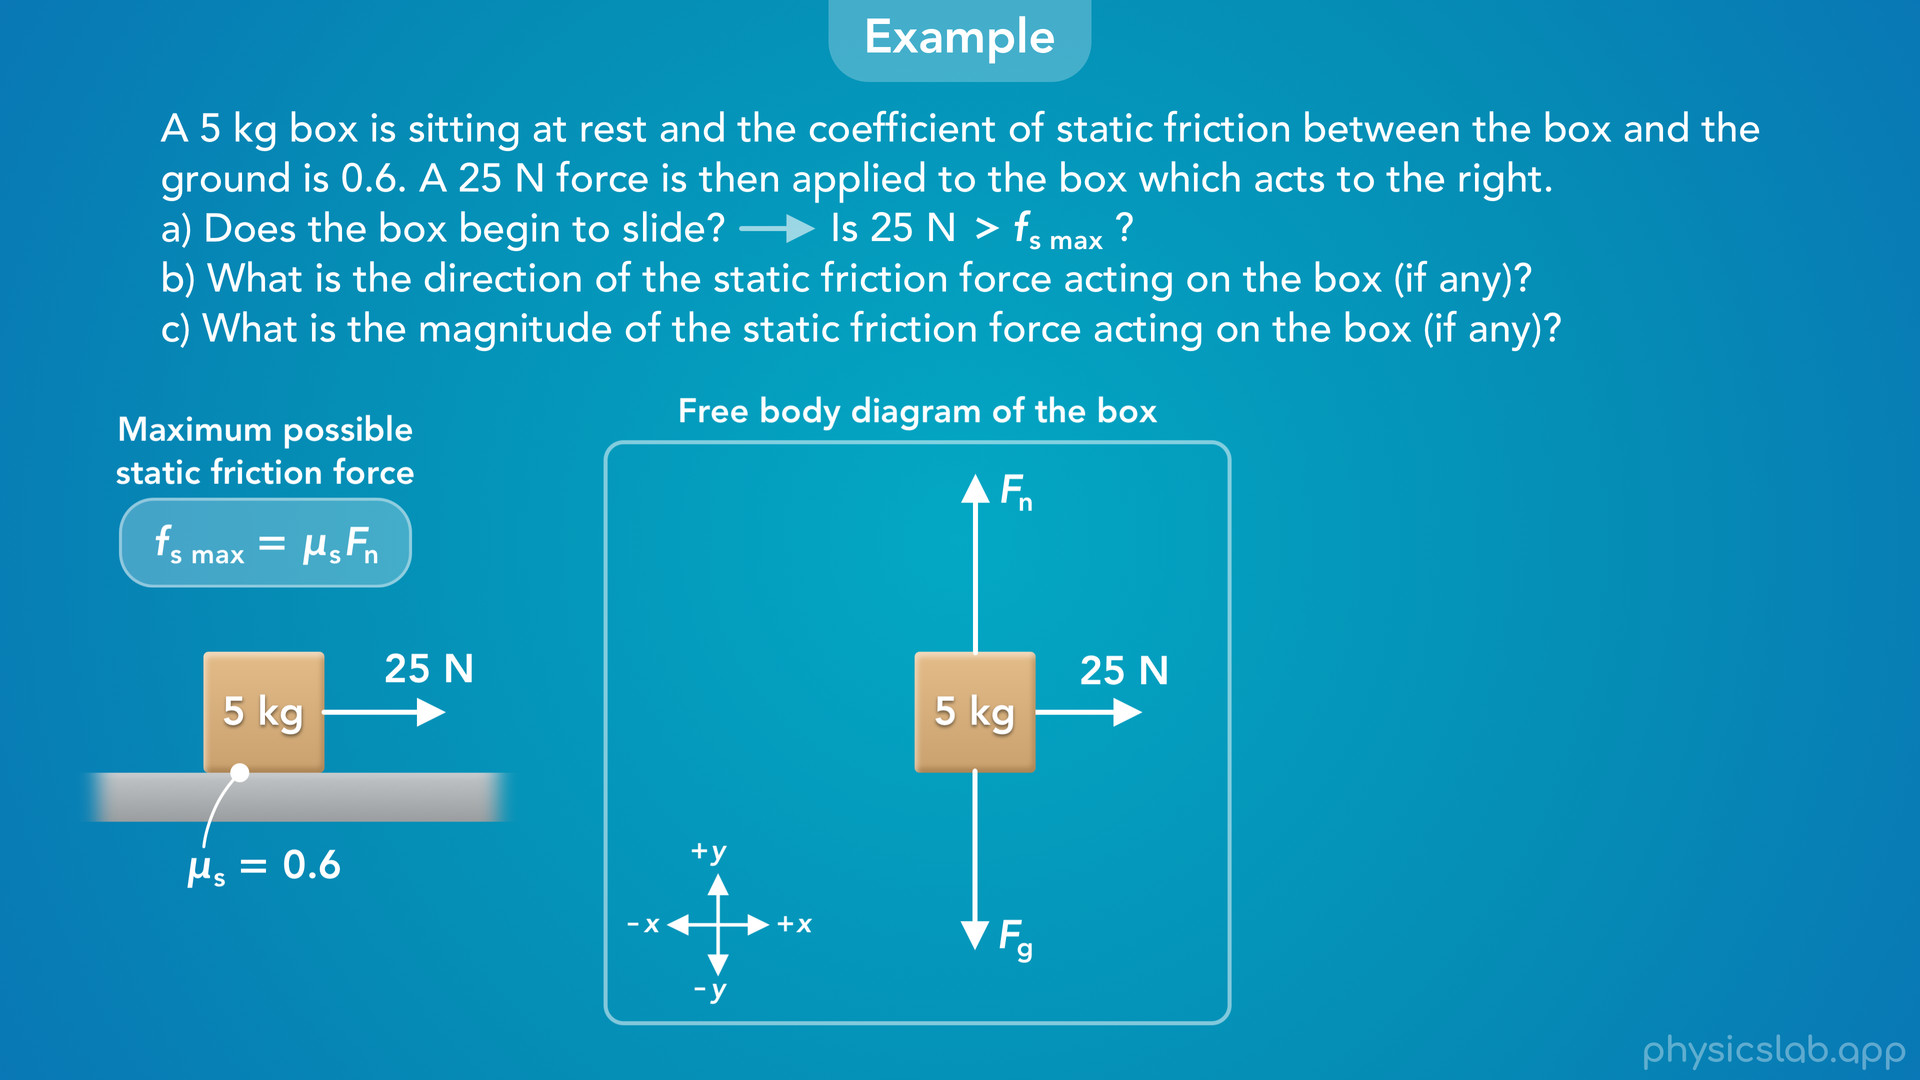 Example
A 5 kg box is sitting at rest and the coefficient of static friction between the box and the
ground is 0.6. A 25 N force is then applied to the box which acts to the right.
a) Does the box begin to slide? → Is 25 N > fs max ?
b) What is the direction of the static friction force acting on the box (if any)?
c) What is the magnitude of the static friction force acting on the box (if any)?
Maximum possible
static friction force
fs max = μsFn
25 N
5 kg
μs = 0.6
Free body diagram of the box
Fn
25 N
5 kg
Fg
+y
-x
+x
-y
physicslab.app